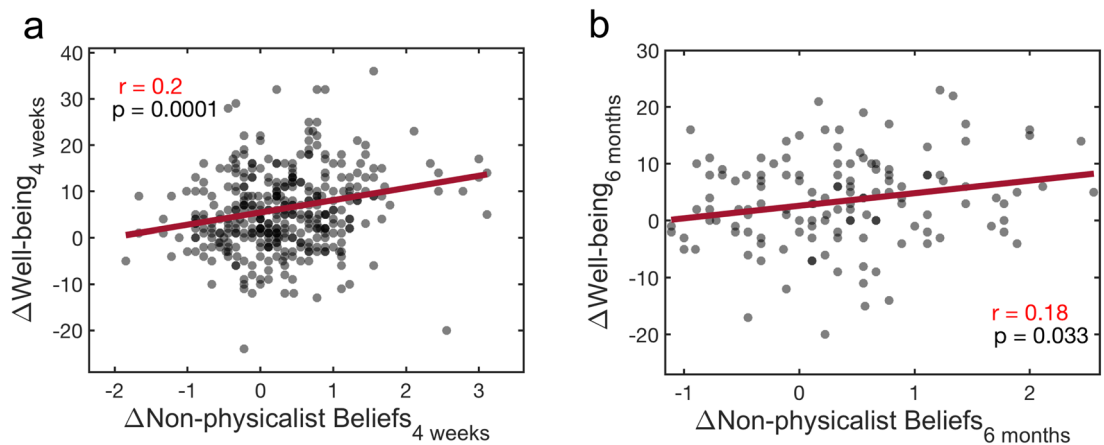 a
40
30
20
10
0
-10
-20
r = 0.2
p = 0.0001
ΔWell-being4 weeks
-2 -1 0 1 2 3
ΔNon-physicalist Beliefs4 weeks
b
30
20
10
0
-10
-20
r = 0.18
p = 0.033
ΔWell-being6 months
-1 0 1 2
ΔNon-physicalist Beliefs6 months